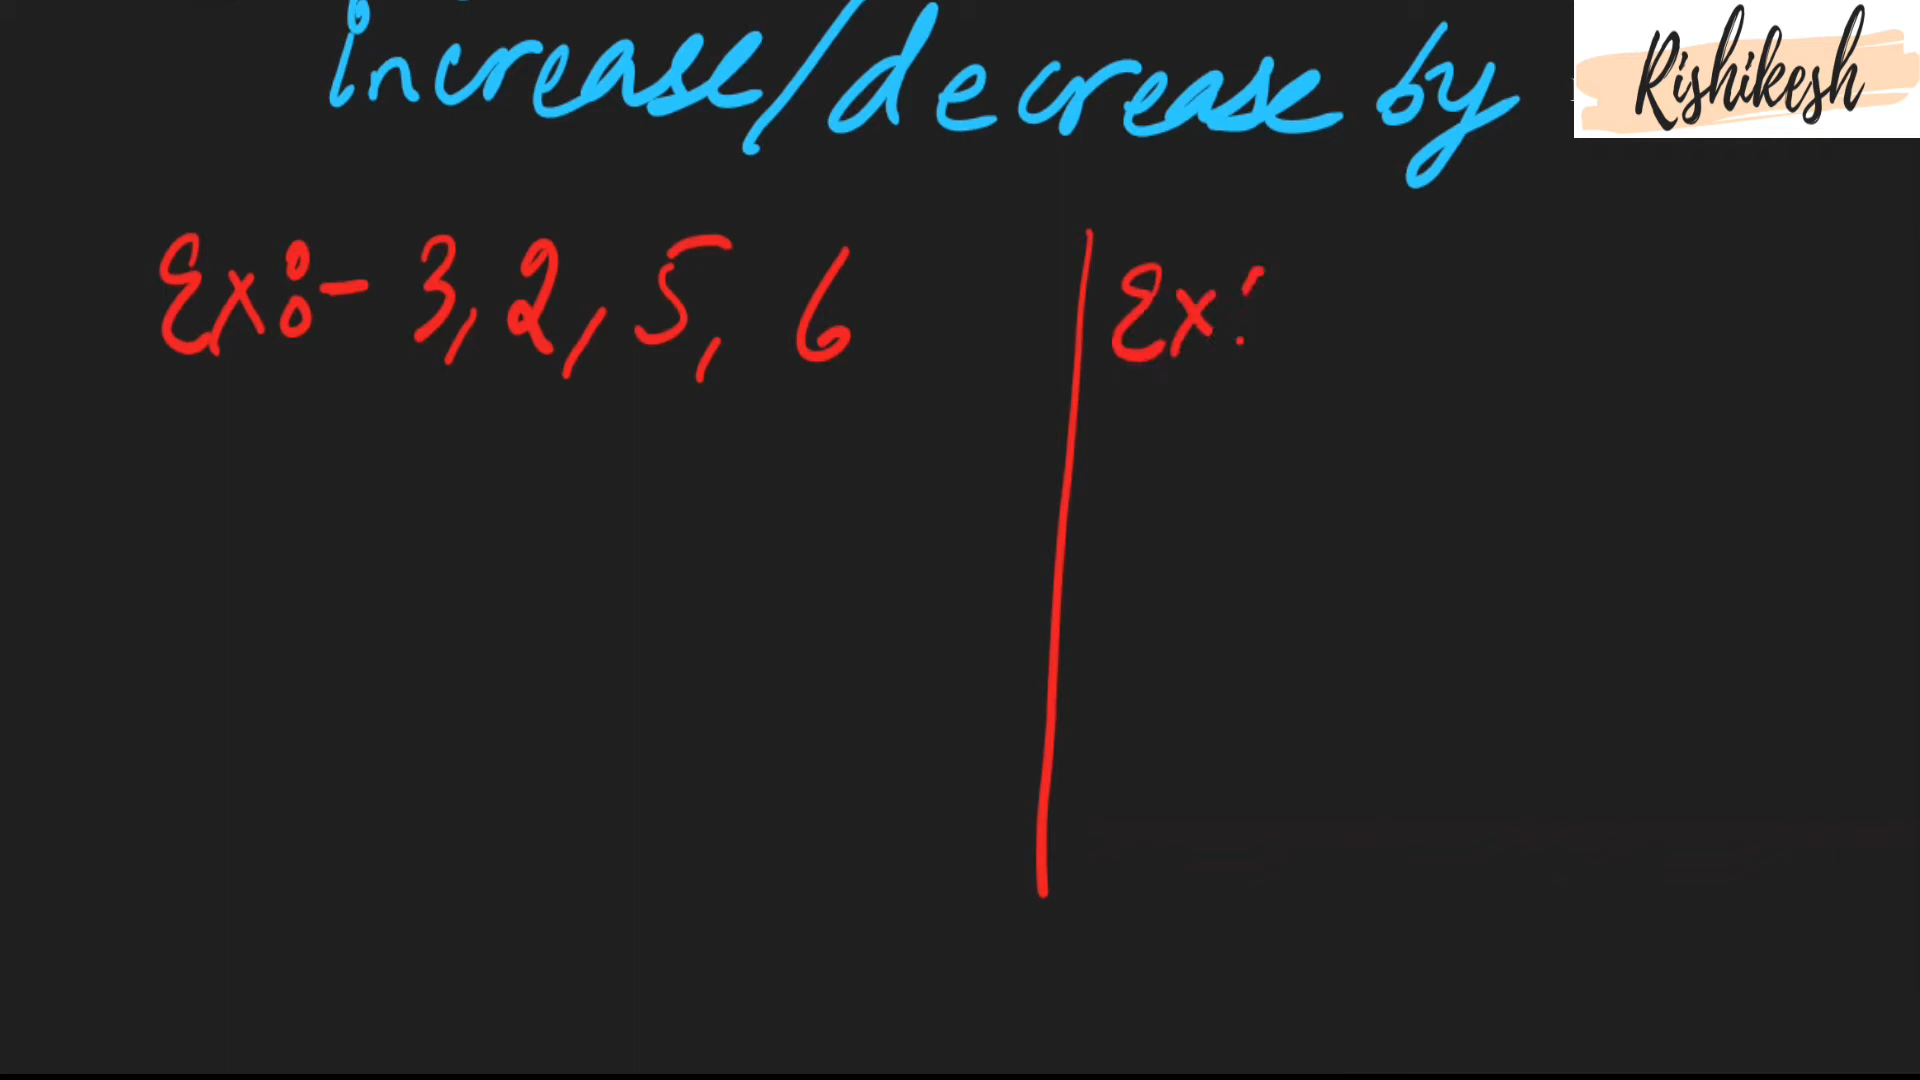 Increase/decrease by
Rishikesh
Ex:- 3, 2, 5, 6
Ex: